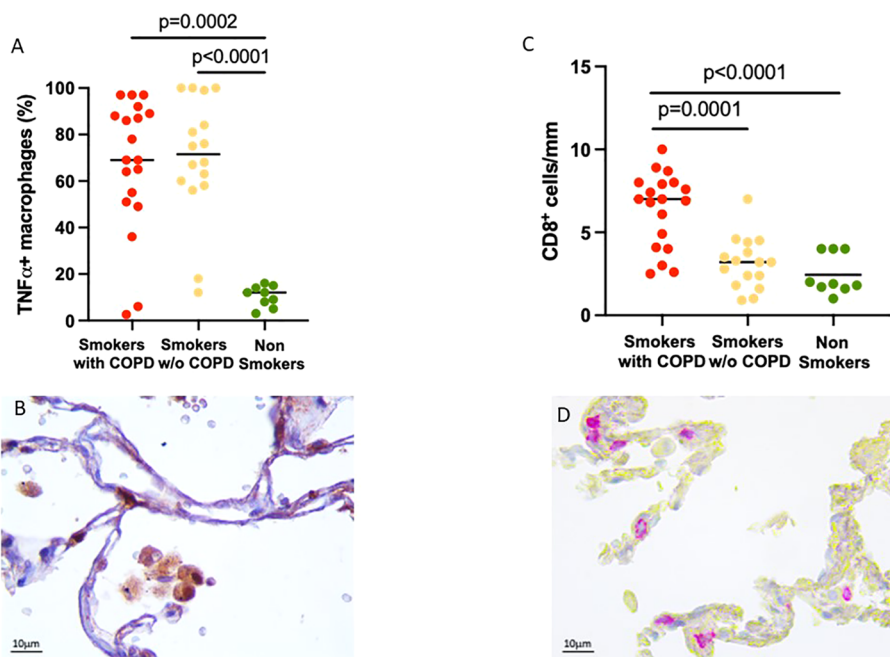 A
p=0.0002
p<0.0001
TNFα+ macrophages (%)
100
80
60
40
20
0
Smokers
with COPD
Smokers
w/o COPD
Non
Smokers
C
p<0.0001
p=0.0001
CD8+ cells/mm
15
10
5
0
Smokers
with COPD
Smokers
w/o COPD
Non
Smokers
B
10μm
D
10μm